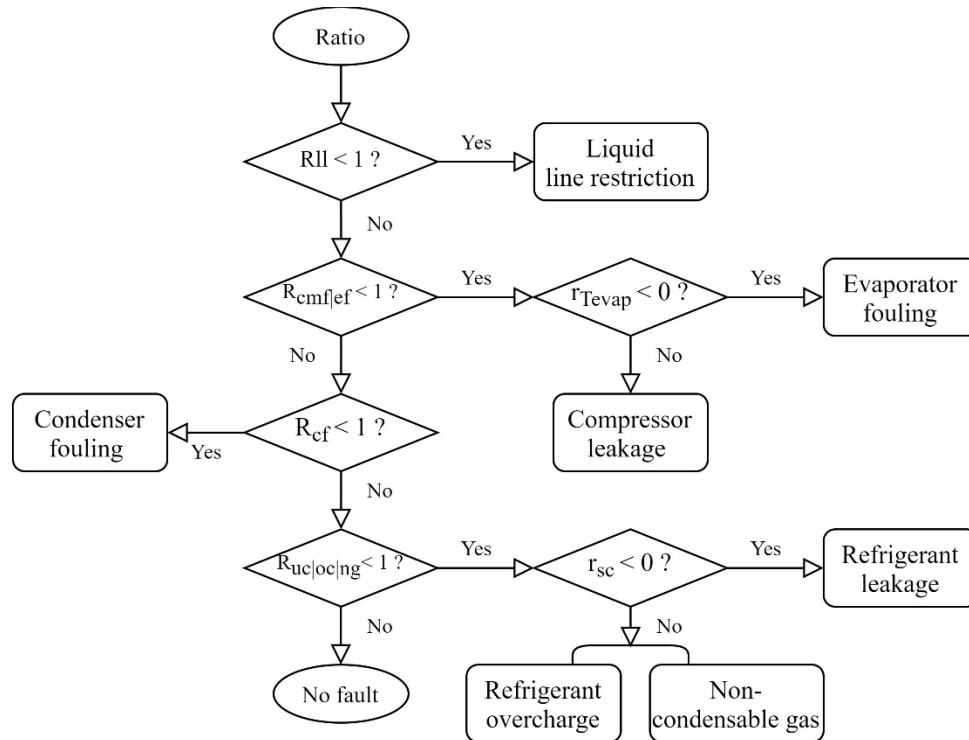 Ratio
Rll < 1 ?
Yes
Liquid
line restriction
No
Rcmf|ef < 1 ?
Yes
rTevap < 0 ?
Yes
Evaporator
fouling
No
No
Condenser
fouling
Yes
Rcf < 1 ?
Compressor
leakage
No
Ruc|oc|ng < 1 ?
Yes
rsc < 0 ?
Yes
Refrigerant
leakage
No
No
No fault
Refrigerant
overcharge
Non-
condensable gas